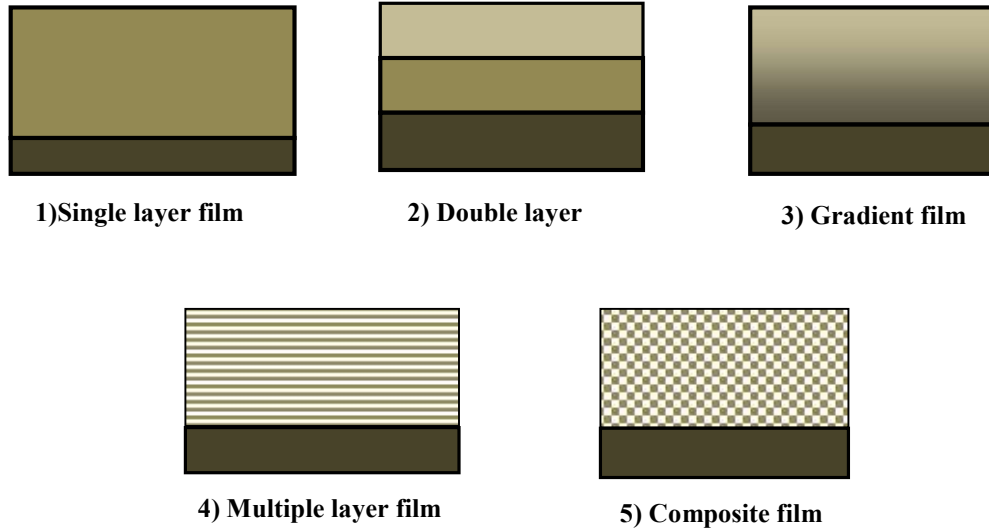 1)Single layer film
2) Double layer
3) Gradient film
4) Multiple layer film
5) Composite film